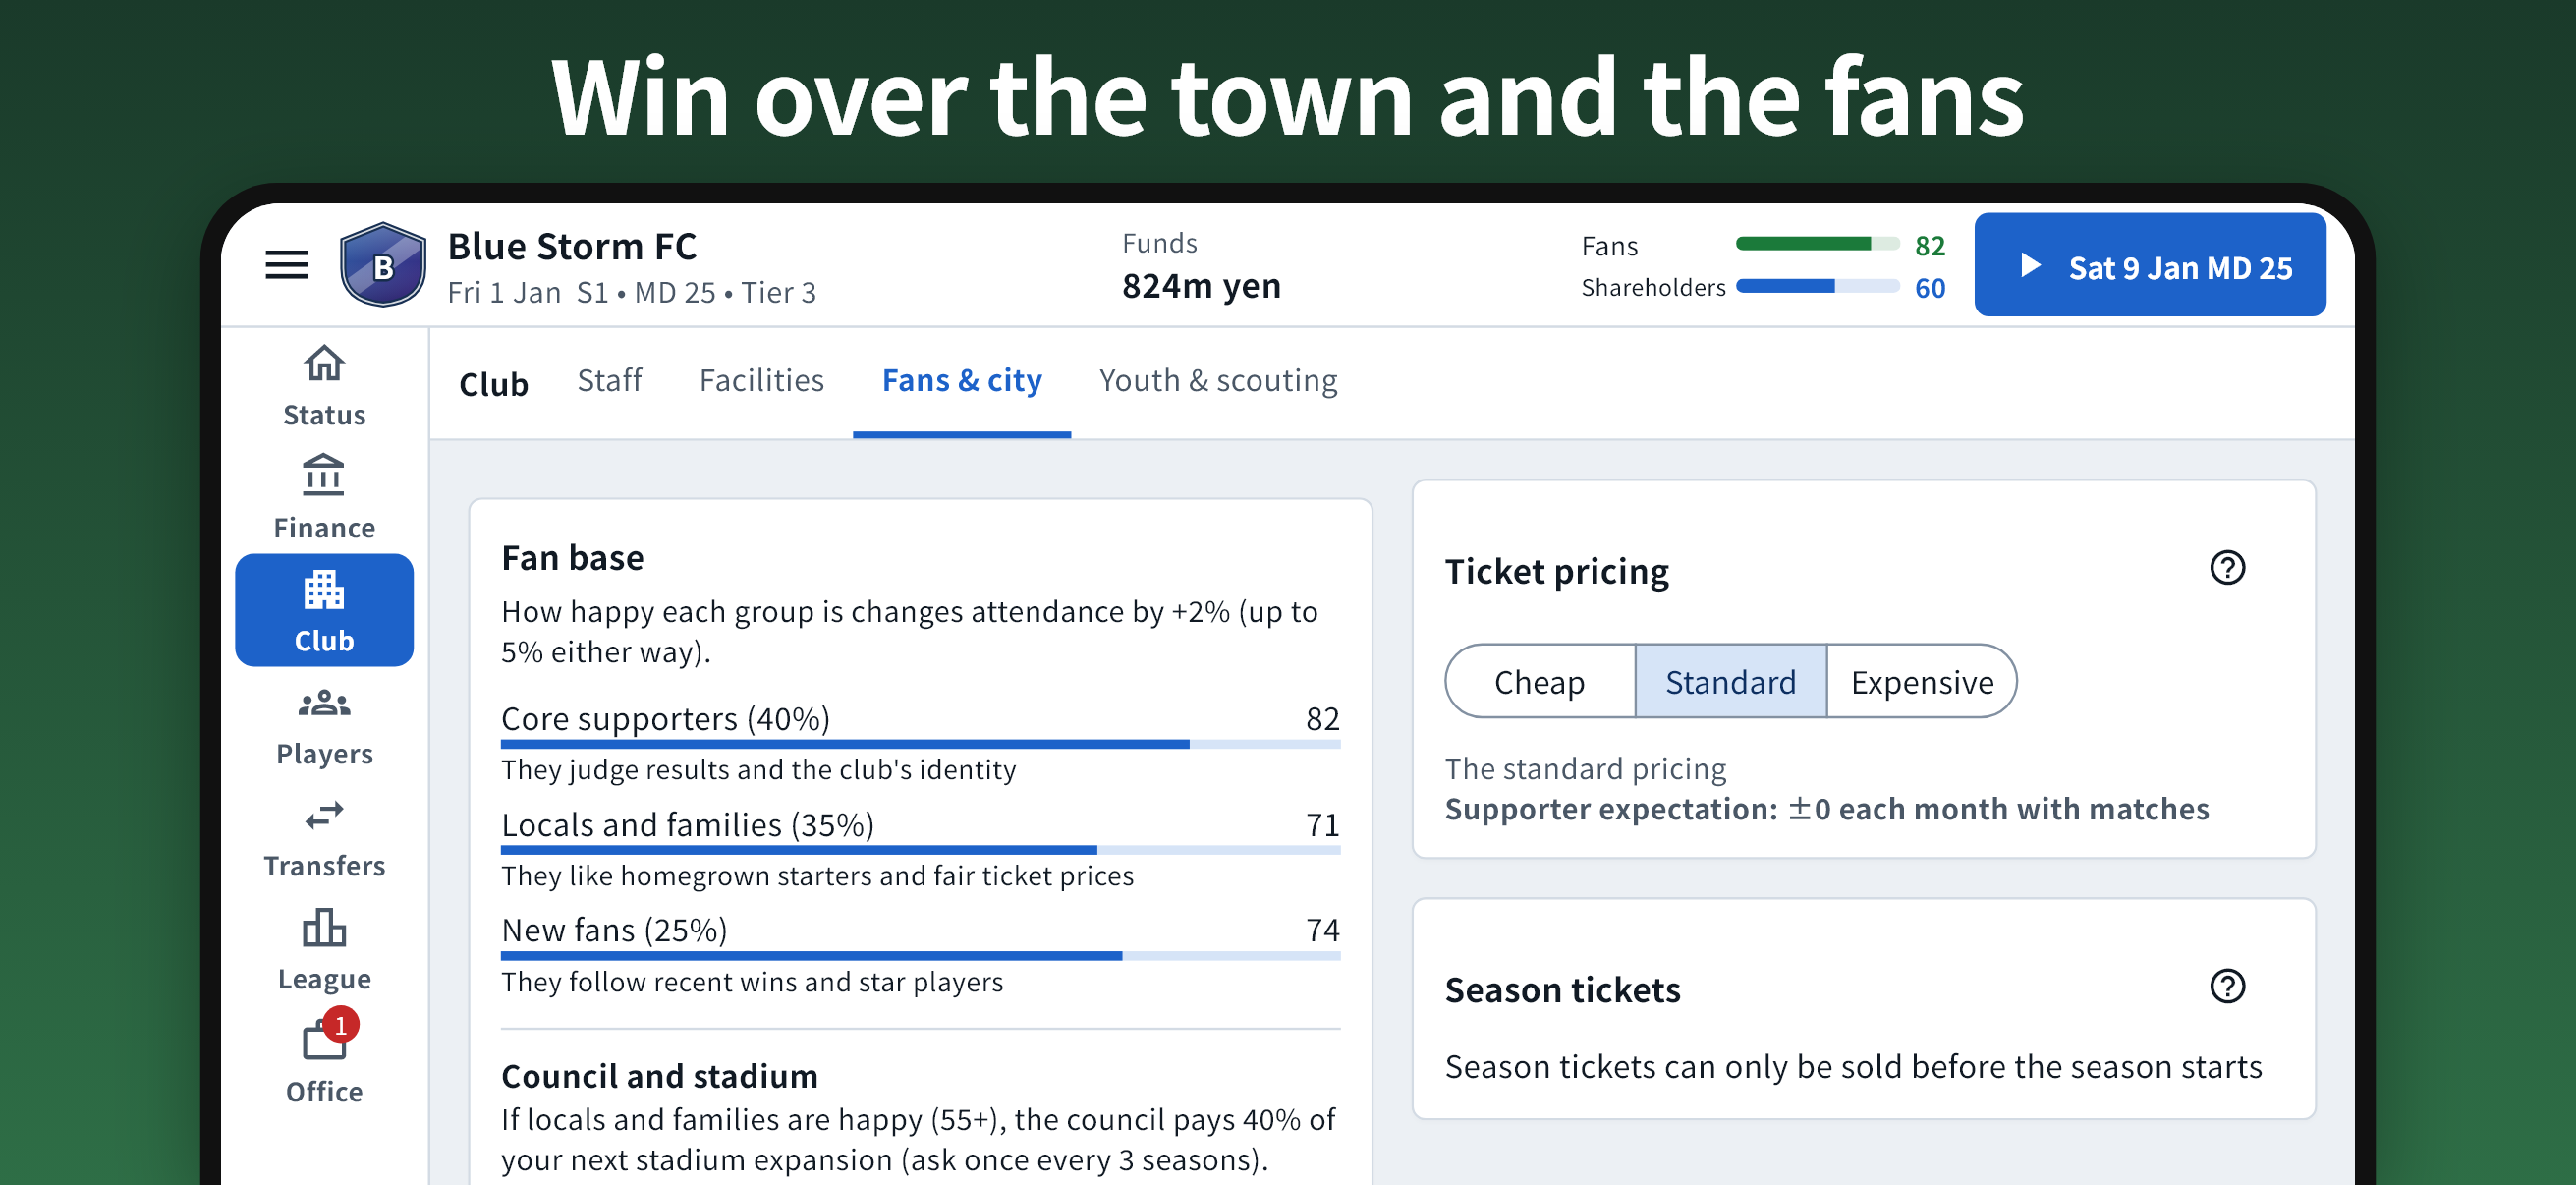 Win over the town and the fans
B
Blue Storm FC
Fri 1 Jan S1 • MD 25 • Tier 3
Funds
824m yen
Fans 82
Shareholders 60
Sat 9 Jan MD 25
Status
Finance
Club
Players
Transfers
League
1
Office
Club
Staff
Facilities
Fans & city
Youth & scouting
Fan base
How happy each group is changes attendance by +2% (up to
5% either way).
Core supporters (40%) 82
They judge results and the club's identity
Locals and families (35%) 71
They like homegrown starters and fair ticket prices
New fans (25%) 74
They follow recent wins and star players
Council and stadium
If locals and families are happy (55+), the council pays 40% of
your next stadium expansion (ask once every 3 seasons).
Ticket pricing
Cheap
Standard
Expensive
The standard pricing
Supporter expectation: ±0 each month with matches
Season tickets
Season tickets can only be sold before the season starts